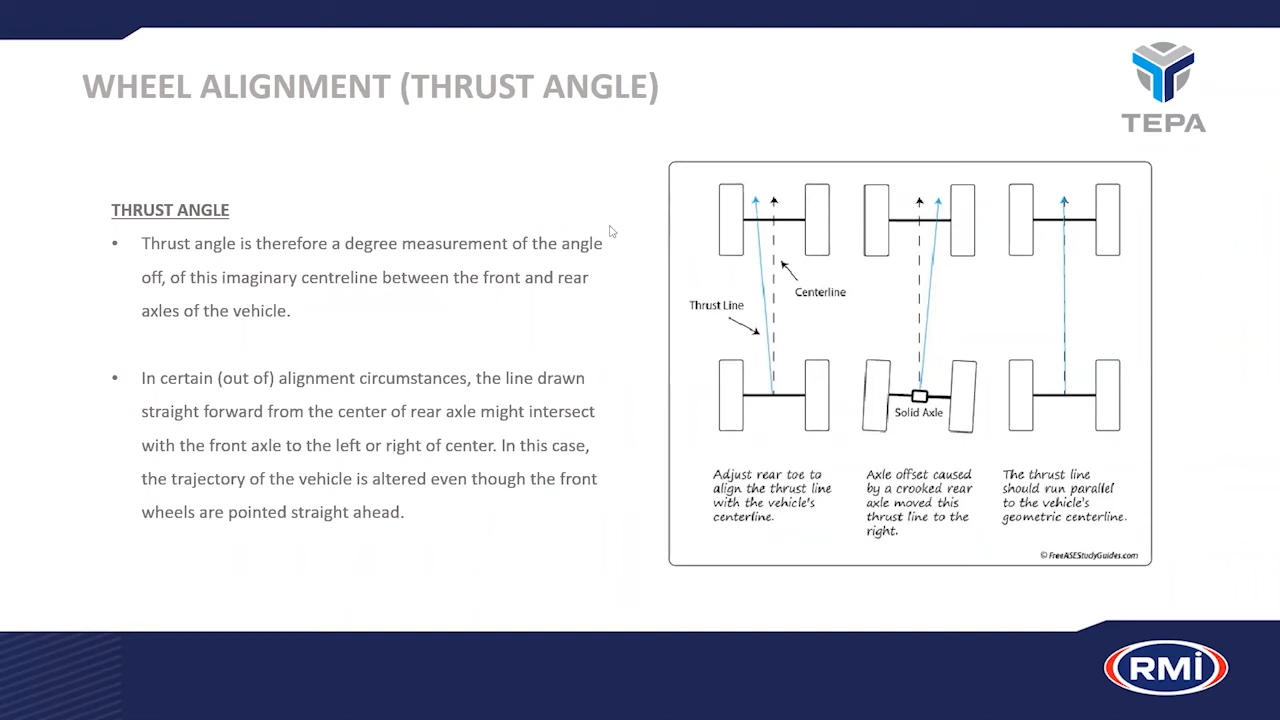 WHEEL ALIGNMENT (THRUST ANGLE)
TEPA
THRUST ANGLE
• Thrust angle is therefore a degree measurement of the angle
off, of this imaginary centreline between the front and rear
axles of the vehicle.
• In certain (out of) alignment circumstances, the line drawn
straight forward from the center of rear axle might intersect
with the front axle to the left or right of center. In this case,
the trajectory of the vehicle is altered even though the front
wheels are pointed straight ahead.
Centerline
Thrust Line
Solid Axle
Adjust rear toe to
align the thrust line
with the vehicle's
centerline.
Axle offset caused
by a crooked rear
axle moved this
thrust line to the
right.
The thrust line
should run parallel
to the vehicle's
geometric centerline.
© FreeASEStudyGuides.com
RMi